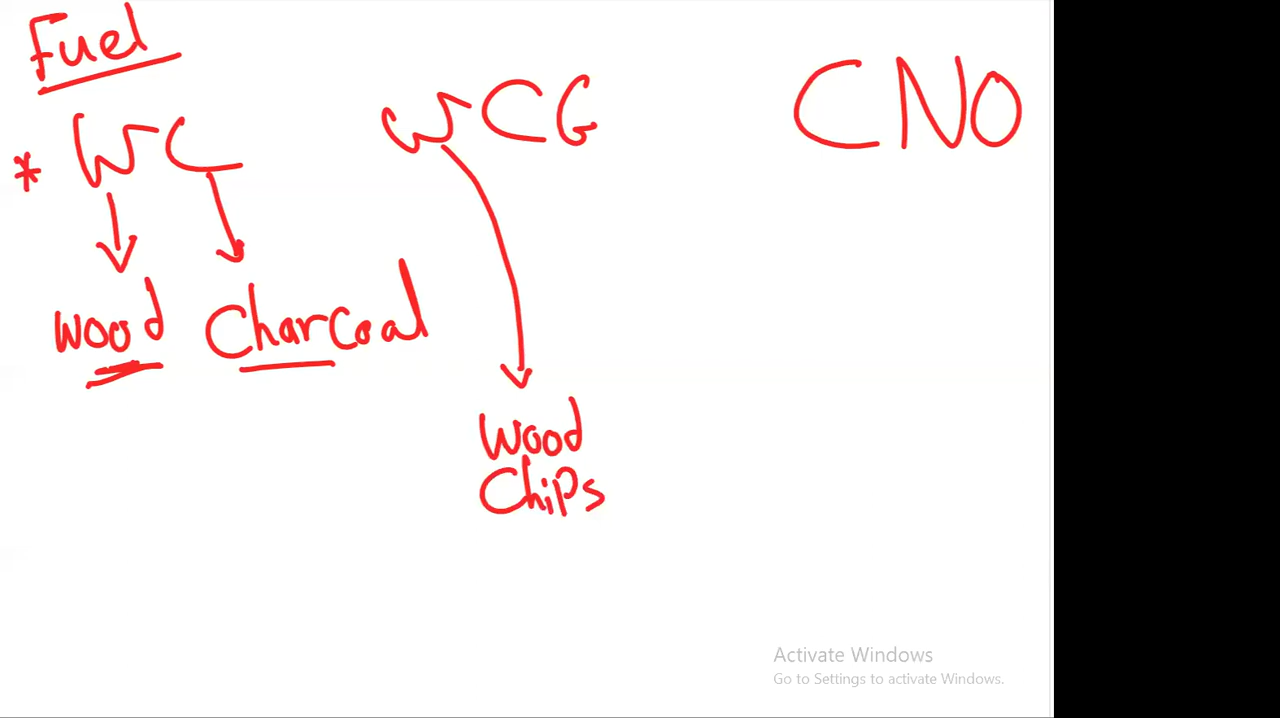 Fuel
* WC WCG CNO
wood Charcoal
Wood
Chips
Activate Windows
Go to Settings to activate Windows.